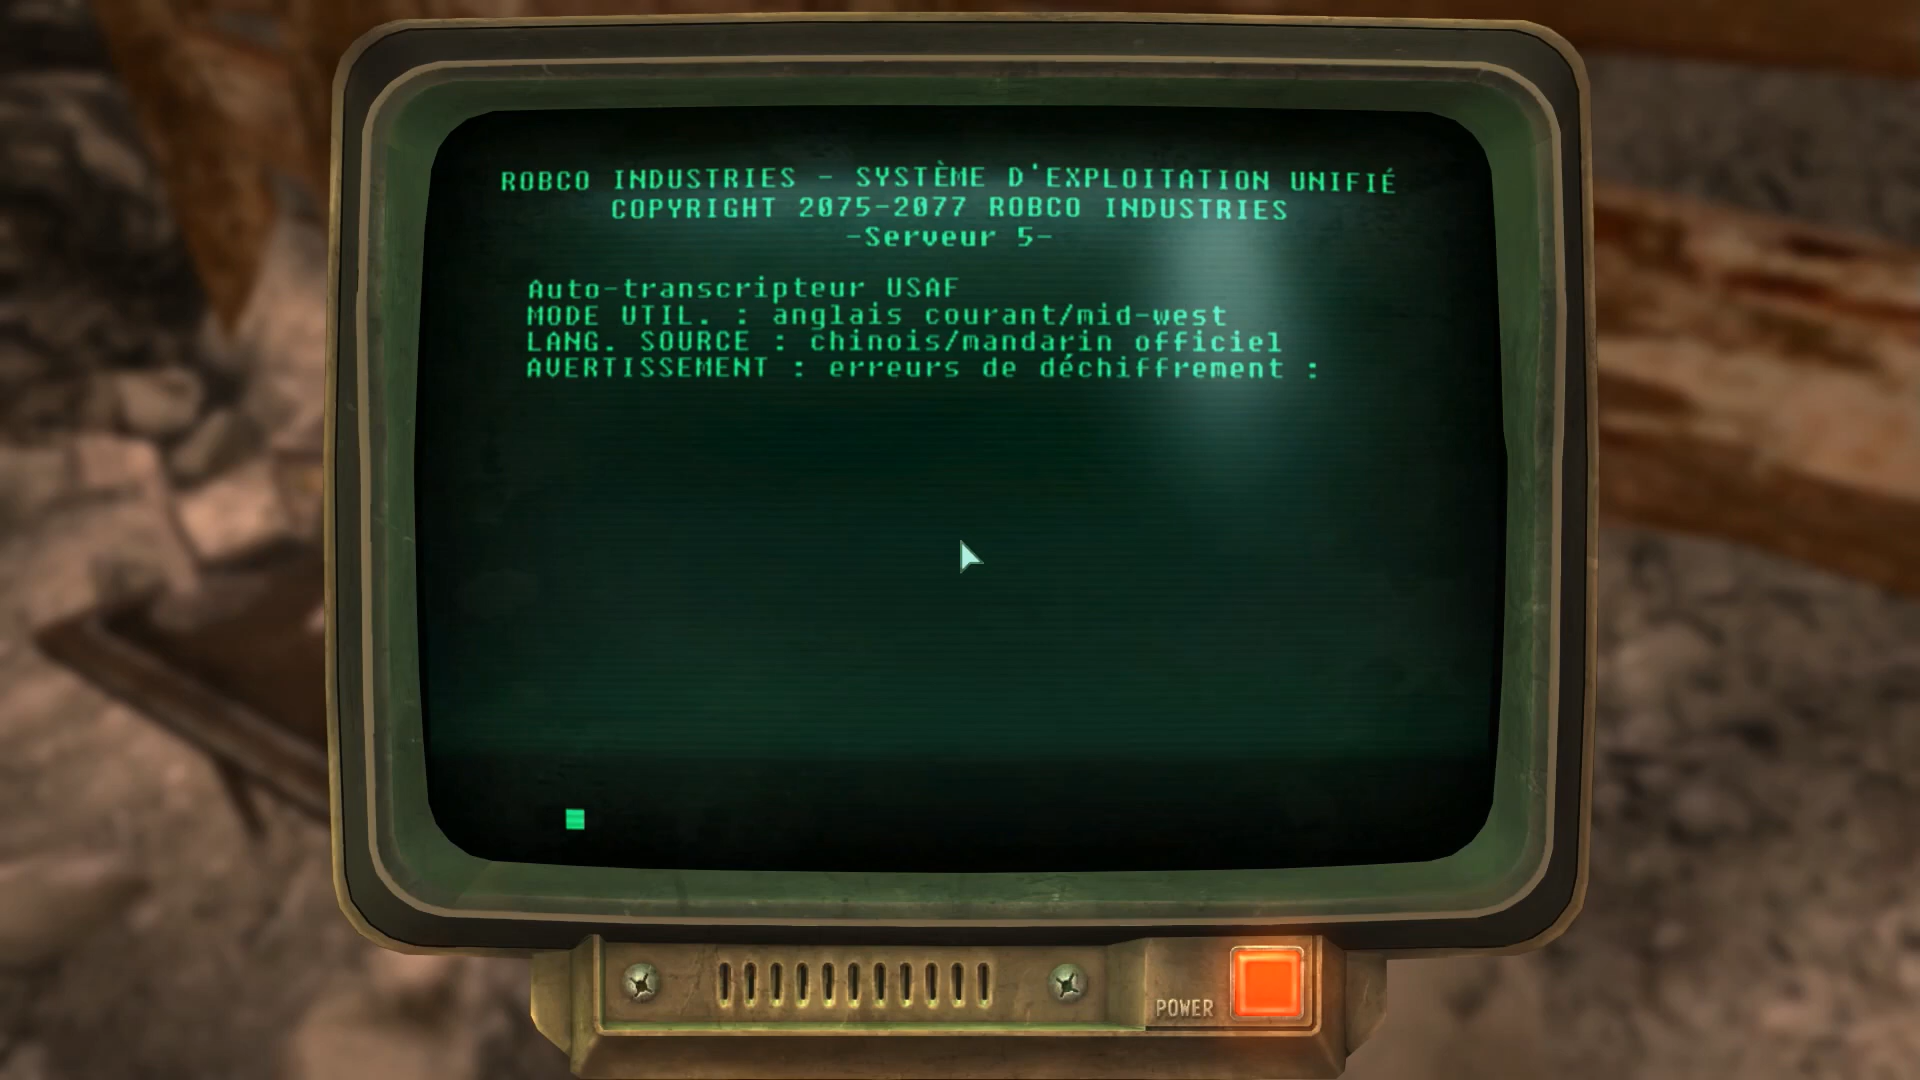 ROBCO INDUSTRIES - SYSTÈME D'EXPLOITATION UNIFIÉ
COPYRIGHT 2075-2077 ROBCO INDUSTRIES
-Serveur 5-
Auto-transcripteur USAF
MODE UTIL. : anglais courant/mid-west
LANG. SOURCE : chinois/mandarin officiel
AVERTISSEMENT : erreurs de déchiffrement :
POWER